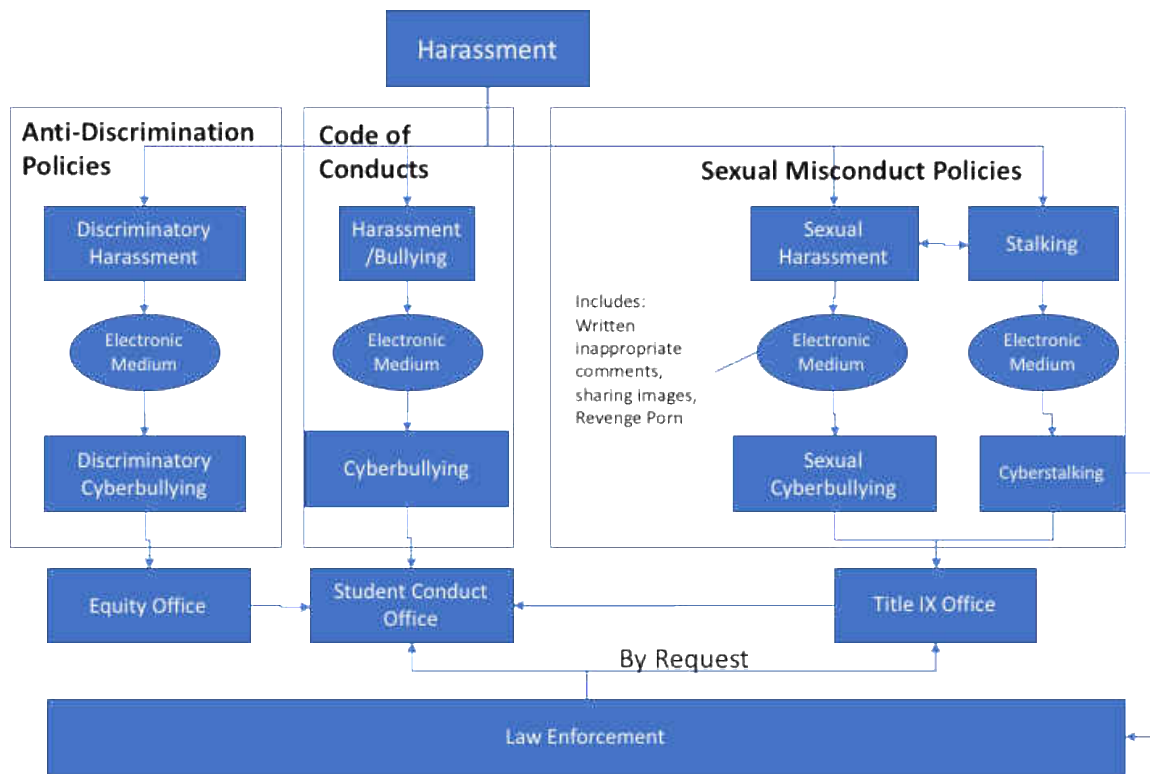 Harassment
Anti-Discrimination
Policies
Code of
Conducts
Sexual Misconduct Policies
Discriminatory
Harassment
Harassment
/Bullying
Sexual
Harassment
Stalking
Includes:
Written
inappropriate
comments,
sharing images,
Revenge Porn
Electronic
Medium
Electronic
Medium
Electronic
Medium
Electronic
Medium
Discriminatory
Cyberbullying
Cyberbullying
Sexual
Cyberbullying
Cyberstalking
Equity Office
Student Conduct
Office
Title IX Office
By Request
Law Enforcement